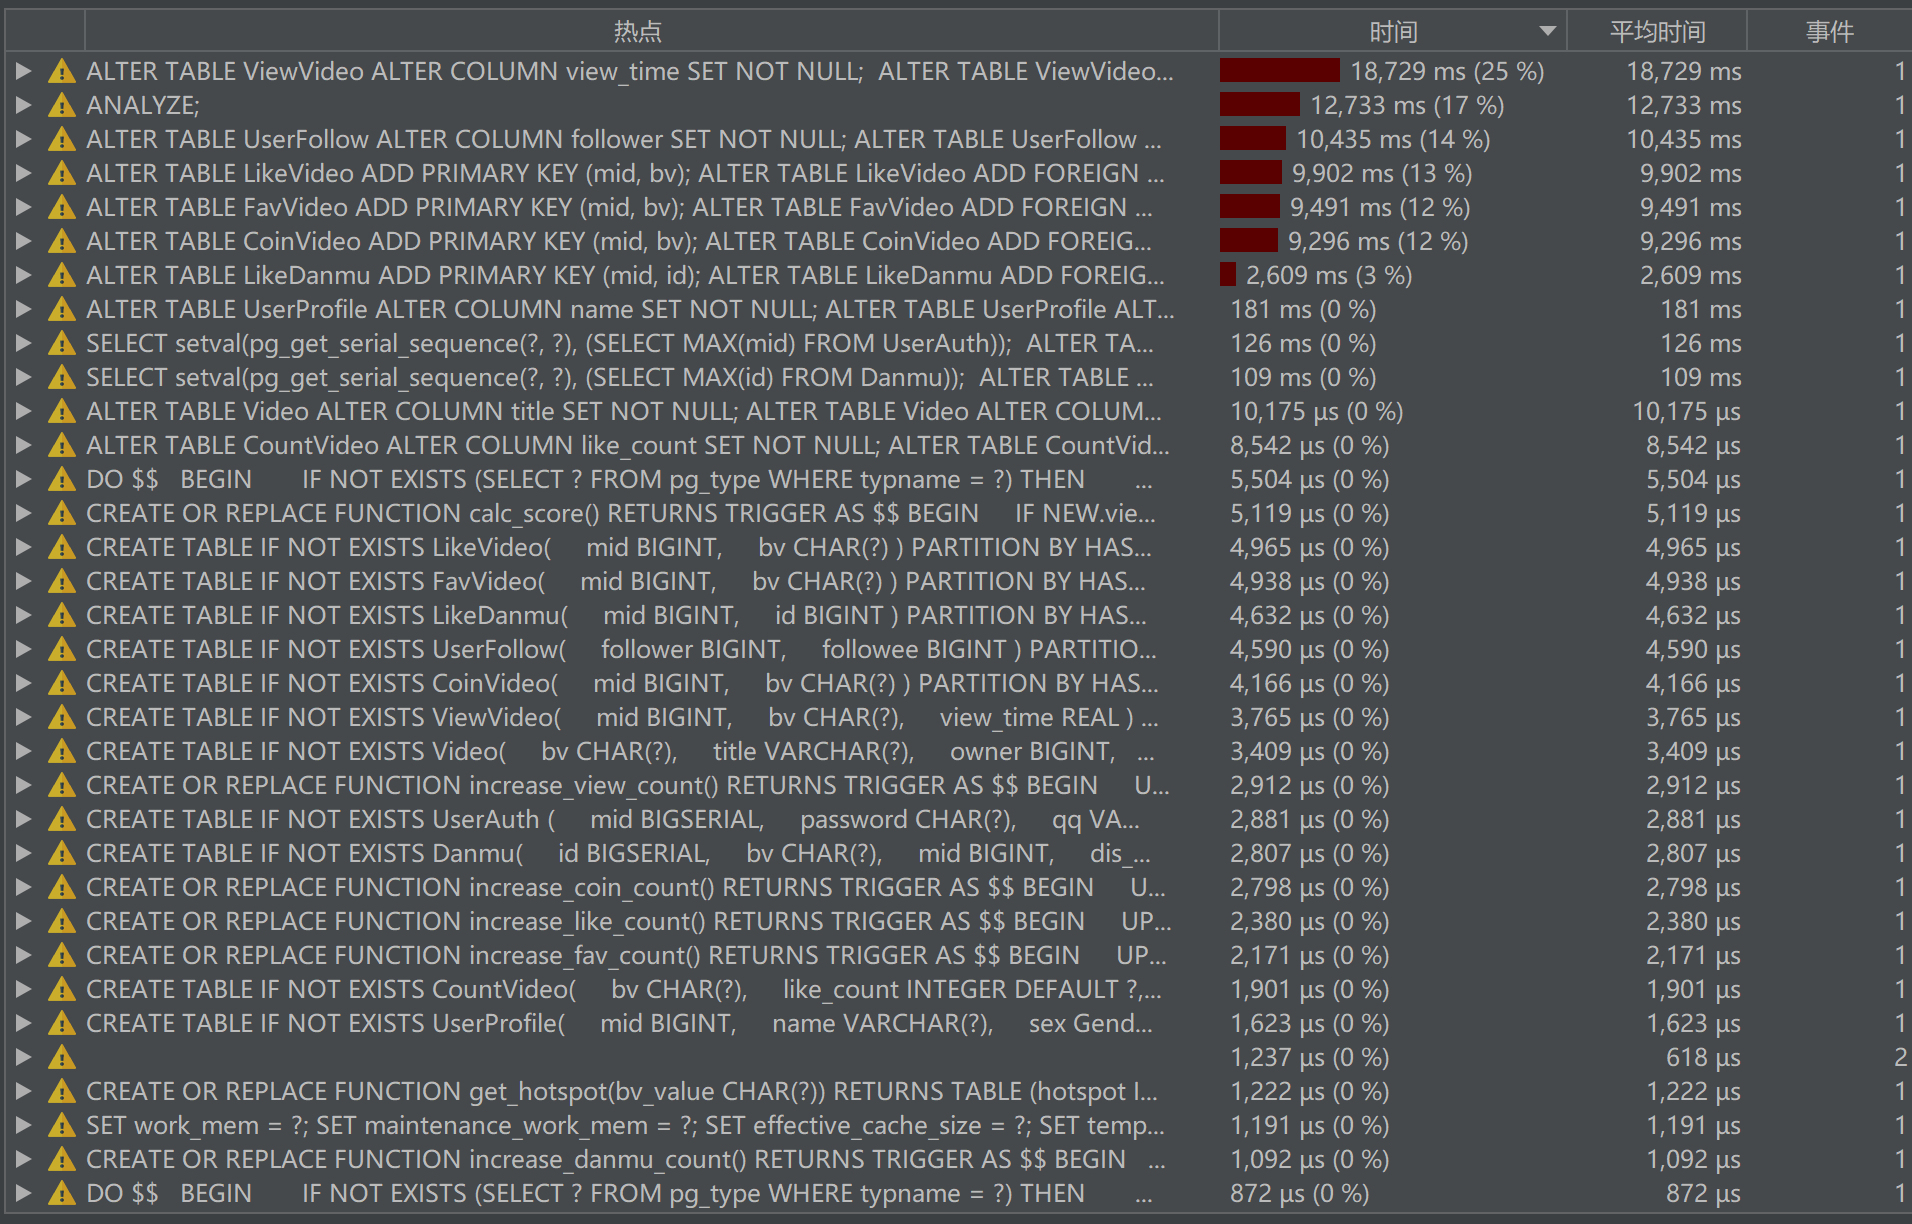 热点 时间 平均时间 事件
ALTER TABLE ViewVideo ALTER COLUMN view_time SET NOT NULL; ALTER TABLE ViewVideo... 18,729 ms (25 %) 18,729 ms 1
ANALYZE; 12,733 ms (17 %) 12,733 ms 1
ALTER TABLE UserFollow ALTER COLUMN follower SET NOT NULL; ALTER TABLE UserFollow ... 10,435 ms (14 %) 10,435 ms 1
ALTER TABLE LikeVideo ADD PRIMARY KEY (mid, bv); ALTER TABLE LikeVideo ADD FOREIGN ... 9,902 ms (13 %) 9,902 ms 1
ALTER TABLE FavVideo ADD PRIMARY KEY (mid, bv); ALTER TABLE FavVideo ADD FOREIGN ... 9,491 ms (12 %) 9,491 ms 1
ALTER TABLE CoinVideo ADD PRIMARY KEY (mid, bv); ALTER TABLE CoinVideo ADD FOREIG... 9,296 ms (12 %) 9,296 ms 1
ALTER TABLE LikeDanmu ADD PRIMARY KEY (mid, id); ALTER TABLE LikeDanmu ADD FOREIG... 2,609 ms (3 %) 2,609 ms 1
ALTER TABLE UserProfile ALTER COLUMN name SET NOT NULL; ALTER TABLE UserProfile ALT... 181 ms (0 %) 181 ms 1
SELECT setval(pg_get_serial_sequence(?, ?), (SELECT MAX(mid) FROM UserAuth)); ALTER TA... 126 ms (0 %) 126 ms 1
SELECT setval(pg_get_serial_sequence(?, ?), (SELECT MAX(id) FROM Danmu)); ALTER TABLE ... 109 ms (0 %) 109 ms 1
ALTER TABLE Video ALTER COLUMN title SET NOT NULL; ALTER TABLE Video ALTER COLUM... 10,175 µs (0 %) 10,175 µs 1
ALTER TABLE CountVideo ALTER COLUMN like_count SET NOT NULL; ALTER TABLE CountVid... 8,542 µs (0 %) 8,542 µs 1
DO $$ BEGIN IF NOT EXISTS (SELECT ? FROM pg_type WHERE typname = ?) THEN ... 5,504 µs (0 %) 5,504 µs 1
CREATE OR REPLACE FUNCTION calc_score() RETURNS TRIGGER AS $$ BEGIN IF NEW.vie... 5,119 µs (0 %) 5,119 µs 1
CREATE TABLE IF NOT EXISTS LikeVideo( mid BIGINT, bv CHAR(?) ) PARTITION BY HAS... 4,965 µs (0 %) 4,965 µs 1
CREATE TABLE IF NOT EXISTS FavVideo( mid BIGINT, bv CHAR(?) ) PARTITION BY HAS... 4,938 µs (0 %) 4,938 µs 1
CREATE TABLE IF NOT EXISTS LikeDanmu( mid BIGINT, id BIGINT ) PARTITION BY HAS... 4,632 µs (0 %) 4,632 µs 1
CREATE TABLE IF NOT EXISTS UserFollow( follower BIGINT, followee BIGINT ) PARTITIO... 4,590 µs (0 %) 4,590 µs 1
CREATE TABLE IF NOT EXISTS CoinVideo( mid BIGINT, bv CHAR(?) ) PARTITION BY HAS... 4,166 µs (0 %) 4,166 µs 1
CREATE TABLE IF NOT EXISTS ViewVideo( mid BIGINT, bv CHAR(?), view_time REAL ) ... 3,765 µs (0 %) 3,765 µs 1
CREATE TABLE IF NOT EXISTS Video( bv CHAR(?), title VARCHAR(?), owner BIGINT, ... 3,409 µs (0 %) 3,409 µs 1
CREATE OR REPLACE FUNCTION increase_view_count() RETURNS TRIGGER AS $$ BEGIN U... 2,912 µs (0 %) 2,912 µs 1
CREATE TABLE IF NOT EXISTS UserAuth ( mid BIGSERIAL, password CHAR(?), qq VA... 2,881 µs (0 %) 2,881 µs 1
CREATE TABLE IF NOT EXISTS Danmu( id BIGSERIAL, bv CHAR(?), mid BIGINT, dis_... 2,807 µs (0 %) 2,807 µs 1
CREATE OR REPLACE FUNCTION increase_coin_count() RETURNS TRIGGER AS $$ BEGIN U... 2,798 µs (0 %) 2,798 µs 1
CREATE OR REPLACE FUNCTION increase_like_count() RETURNS TRIGGER AS $$ BEGIN UP... 2,380 µs (0 %) 2,380 µs 1
CREATE OR REPLACE FUNCTION increase_fav_count() RETURNS TRIGGER AS $$ BEGIN UP... 2,171 µs (0 %) 2,171 µs 1
CREATE TABLE IF NOT EXISTS CountVideo( bv CHAR(?), like_count INTEGER DEFAULT ?,... 1,901 µs (0 %) 1,901 µs 1
CREATE TABLE IF NOT EXISTS UserProfile( mid BIGINT, name VARCHAR(?), sex Gend... 1,623 µs (0 %) 1,623 µs 1
1,237 µs (0 %) 618 µs 2
CREATE OR REPLACE FUNCTION get_hotspot(bv_value CHAR(?)) RETURNS TABLE (hotspot I... 1,222 µs (0 %) 1,222 µs 1
SET work_mem = ?; SET maintenance_work_mem = ?; SET effective_cache_size = ?; SET temp... 1,191 µs (0 %) 1,191 µs 1
CREATE OR REPLACE FUNCTION increase_danmu_count() RETURNS TRIGGER AS $$ BEGIN ... 1,092 µs (0 %) 1,092 µs 1
DO $$ BEGIN IF NOT EXISTS (SELECT ? FROM pg_type WHERE typname = ?) THEN ... 872 µs (0 %) 872 µs 1